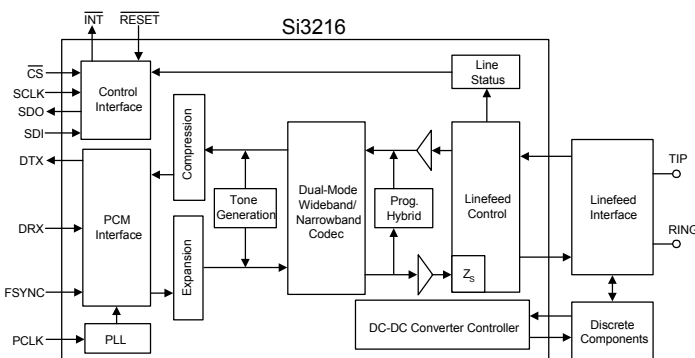 Si3216
INT
RESET
CS
SCLK
SDO
SDI
DTX
DRX
FSYNC
PCLK
Control
Interface
PCM
Interface
PLL
Compression
Expansion
Tone
Generation
Dual-Mode
Wideband/
Narrowband
Codec
Prog.
Hybrid
Line
Status
Linefeed
Control
ZS
DC-DC Converter Controller
Linefeed
Interface
Discrete
Components
TIP
RING